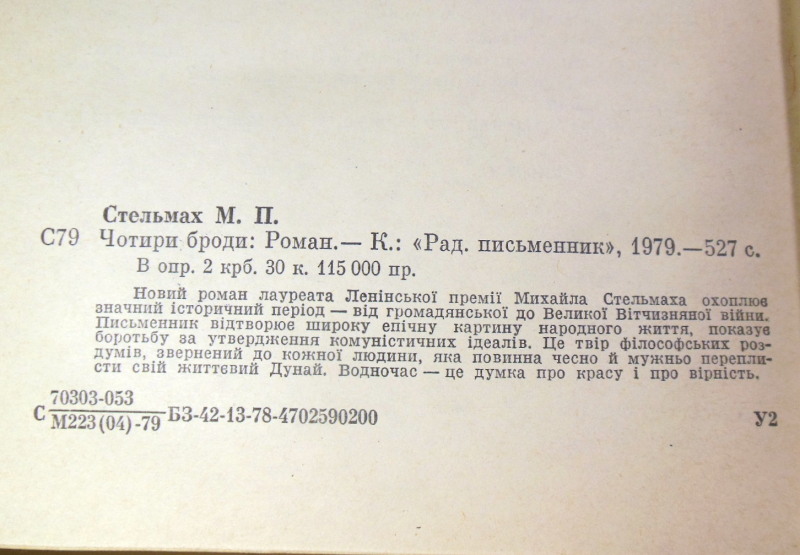 Стельмах М. П.
С79 Чотири броди: Роман.— К.: «Рад. письменник», 1979.—527 с.
В опр. 2 крб. 30 к. 115 000 пр.
Новий роман лауреата Ленінської премії Михайла Стельмаха охоплює
значний історичний період — від громадянської до Великої Вітчизняної війни.
Письменник відтворює широку епічну картину народного життя, показує
боротьбу за утвердження комуністичних ідеалів. Це твір філософських роз-
думів, звернений до кожної людини, яка повинна чесно й мужньо перепли-
сти свій життєвий Дунай. Водночас — це думка про красу і про вірність.
70303-053
С БЗ-42-13-78-4702590200 У2
М223(04)-79